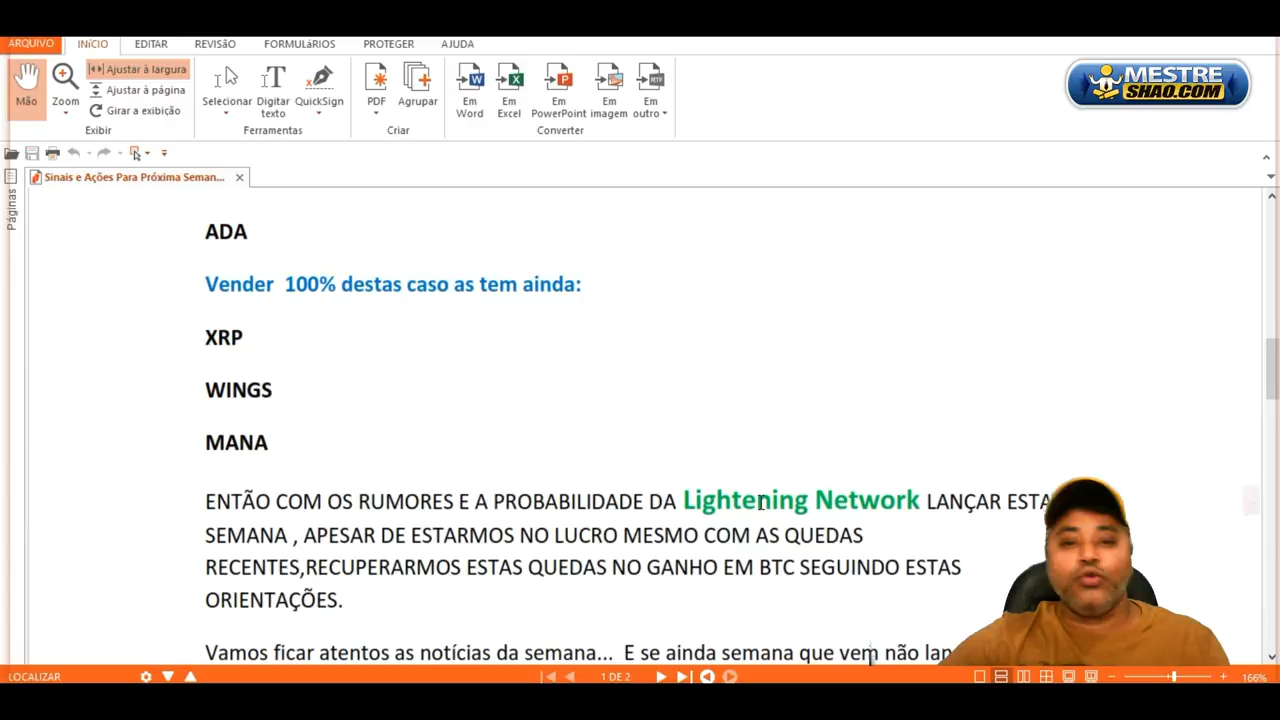 ARQUIVO INÍCIO EDITAR REVISÃO FORMULÁRIOS PROTEGER AJUDA
MESTRE
SHAO.COM
Mão
Zoom
Ajustar à largura
Ajustar à página
Girar a exibição
Exibir
Selecionar
Digitar texto
QuickSign
Ferramentas
PDF
Agrupar
Criar
Em Word
Em Excel
Em PowerPoint
Em imagem
Em outro
Converter
Sinais e Ações Para Próxima Seman...
Páginas
ADA
Vender 100% destas caso as tem ainda:
XRP
WINGS
MANA
ENTÃO COM OS RUMORES E A PROBABILIDADE DA Lightening Network LANÇAR ESTA
SEMANA , APESAR DE ESTARMOS NO LUCRO MESMO COM AS QUEDAS
RECENTES,RECUPERARMOS ESTAS QUEDAS NO GANHO EM BTC SEGUINDO ESTAS
ORIENTAÇÕES.
Vamos ficar atentos as notícias da semana... E se ainda semana que vem não lan
LOCALIZAR
1 DE 2
166%